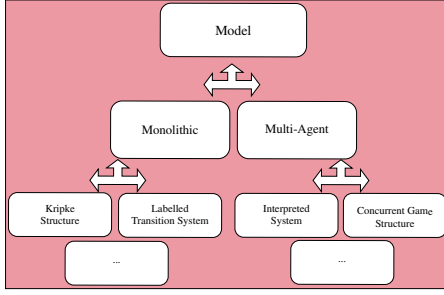 Model
Monolithic
Multi-Agent
Kripke
Structure
Labelled
Transition System
Interpreted
System
Concurrent Game
Structure
...
...